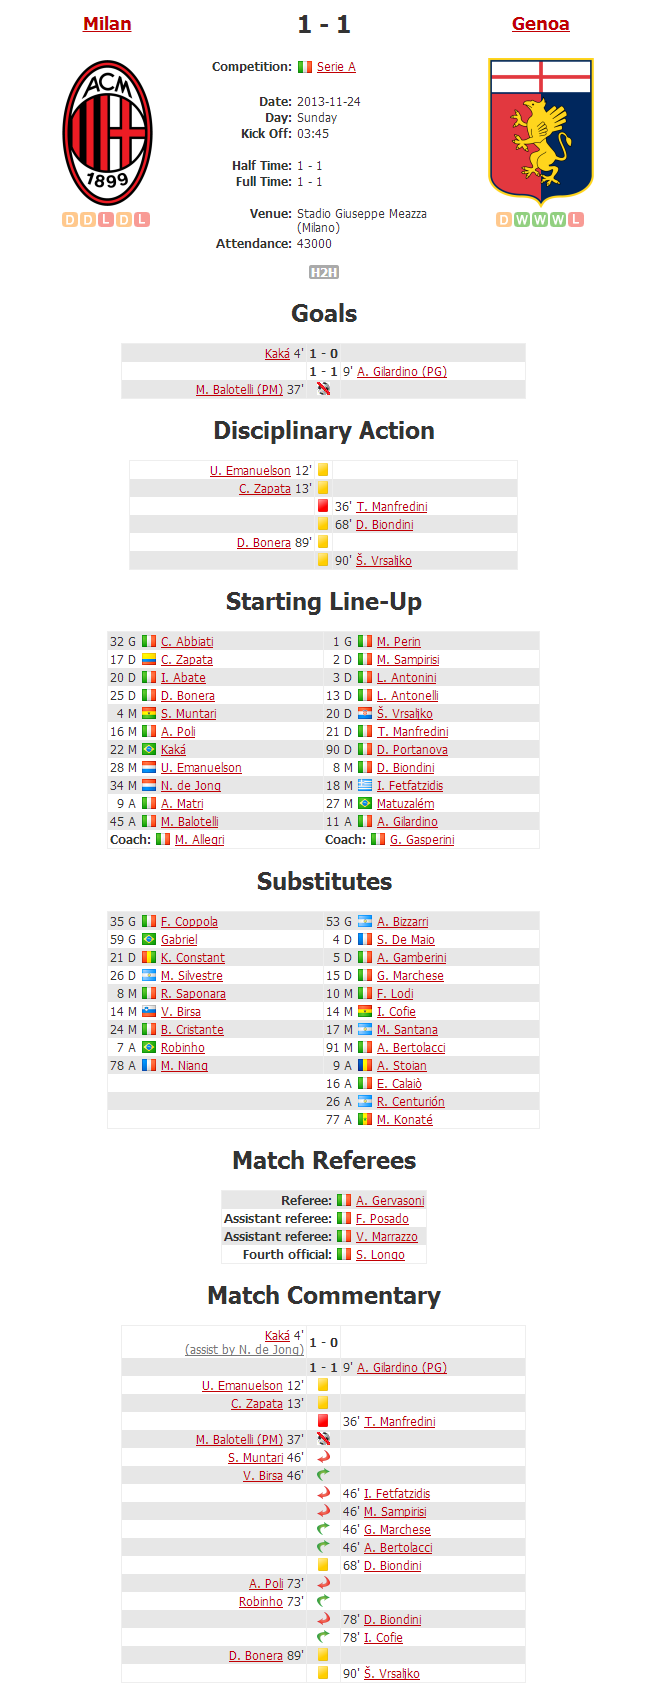 Milan
1 - 1
Genoa
ACM
1899
Competition: Serie A
Date: 2013-11-24
Day: Sunday
Kick Off: 03:45
Half Time: 1 - 1
Full Time: 1 - 1
Venue: Stadio Giuseppe Meazza
(Milano)
Attendance: 43000
D D L D L
D W W W L
H2H
Goals
Kaká 4' 1 - 0
1 - 1 9' A. Gilardino (PG)
M. Balotelli (PM) 37'
Disciplinary Action
U. Emanuelson 12'
C. Zapata 13'
36' T. Manfredini
68' D. Biondini
D. Bonera 89'
90' Š. Vrsaljko
Starting Line-Up
32 G C. Abbiati 1 G M. Perin
17 D C. Zapata 2 D M. Sampirisi
20 D I. Abate 3 D L. Antonini
25 D D. Bonera 13 D L. Antonelli
4 M S. Muntari 20 D Š. Vrsaljko
16 M A. Poli 21 D T. Manfredini
22 M Kaká 90 D D. Portanova
28 M U. Emanuelson 8 M D. Biondini
34 M N. de Jong 18 M I. Fetfatzidis
9 A A. Matri 27 M Matuzalém
45 A M. Balotelli 11 A A. Gilardino
Coach: M. Allegri Coach: G. Gasperini
Substitutes
35 G F. Coppola 53 G A. Bizzarri
59 G Gabriel 4 D S. De Maio
21 D K. Constant 5 D A. Gamberini
26 D M. Silvestre 15 D G. Marchese
8 M R. Saponara 10 M F. Lodi
14 M V. Birsa 14 M I. Cofie
24 M B. Cristante 17 M M. Santana
7 A Robinho 91 M A. Bertolacci
78 A M. Niang 9 A A. Stoian
16 A E. Calaiò
26 A R. Centurión
77 A M. Konaté
Match Referees
Referee: A. Gervasoni
Assistant referee: F. Posado
Assistant referee: V. Marrazzo
Fourth official: S. Longo
Match Commentary
Kaká 4' 1 - 0
(assist by N. de Jong)
1 - 1 9' A. Gilardino (PG)
U. Emanuelson 12'
C. Zapata 13'
36' T. Manfredini
M. Balotelli (PM) 37'
S. Muntari 46'
V. Birsa 46'
46' I. Fetfatzidis
46' M. Sampirisi
46' G. Marchese
46' A. Bertolacci
68' D. Biondini
A. Poli 73'
Robinho 73'
78' D. Biondini
78' I. Cofie
D. Bonera 89'
90' Š. Vrsaljko